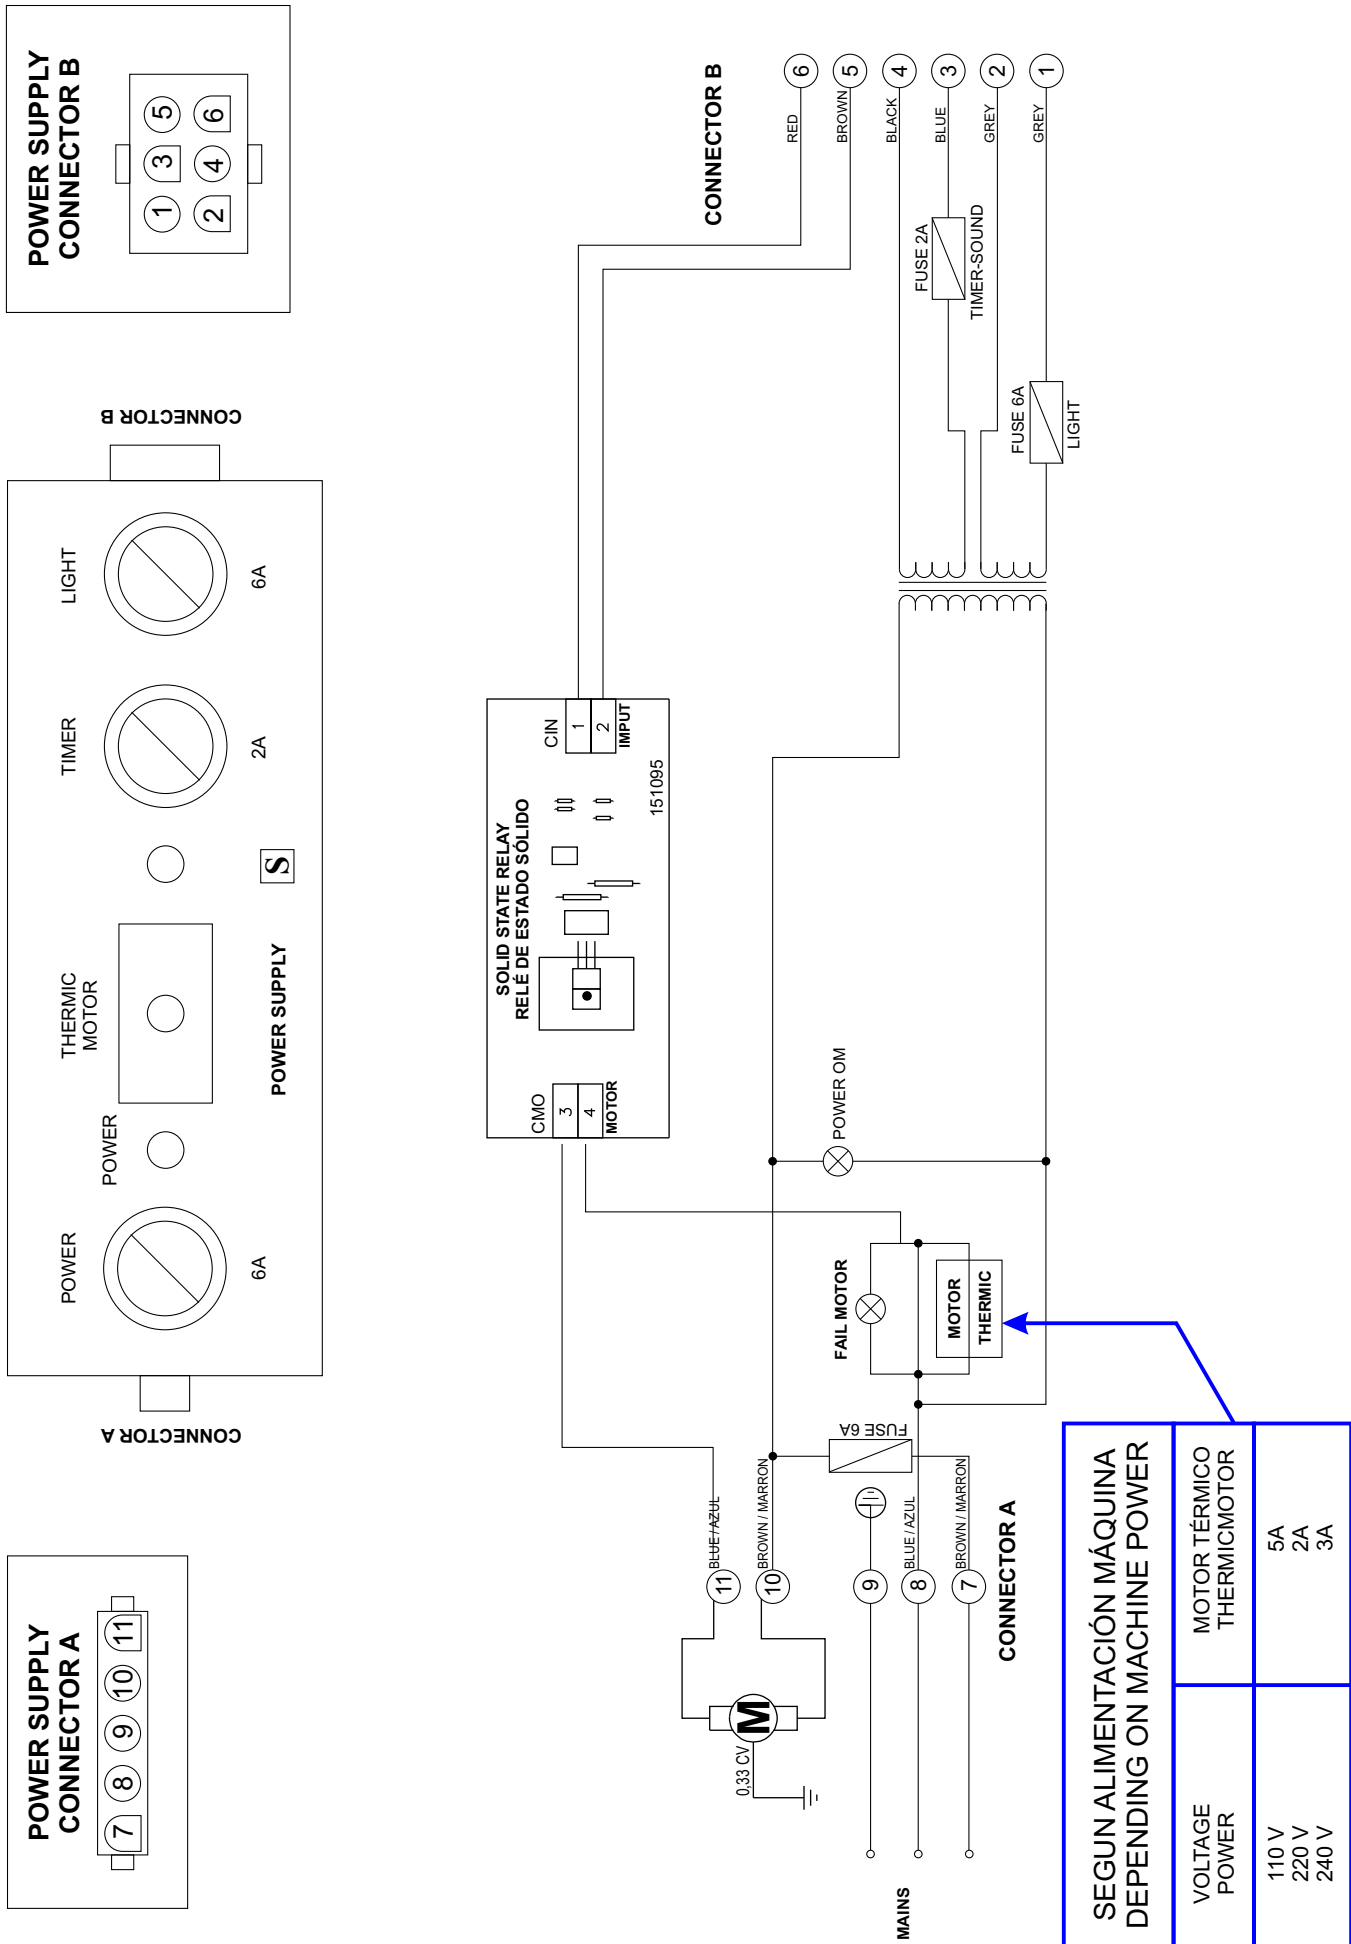 POWER SUPPLY
CONNECTOR A
7 8 9 10 11
CONNECTOR A
POWER
6A
POWER
THERMIC
MOTOR
POWER SUPPLY
S
TIMER
2A
LIGHT
6A
CONNECTOR B
POWER SUPPLY
CONNECTOR B
1 3 5
2 4 6
SOLID STATE RELAY
RELÉ DE ESTADO SÓLIDO
CMO
3
4
MOTOR
CIN
1
2
IMPUT
151095
CONNECTOR B
RED
6
BROWN
5
BLACK
4
BLUE
3
GREY
2
GREY
1
FUSE 2A
TIMER-SOUND
FUSE 6A
LIGHT
POWER OM
FAIL MOTOR
MOTOR
THERMIC
FUSE 6A
M
0,33 CV
11
BLUE / AZUL
10
BROWN / MARRON
9
8
BLUE / AZUL
7
BROWN / MARRON
CONNECTOR A
MAINS
SEGUN ALIMENTACIÓN MÁQUINA
DEPENDING ON MACHINE POWER
VOLTAGE
POWER
MOTOR TÉRMICO
THERMICMOTOR
110 V 5A
220 V 2A
240 V 3A